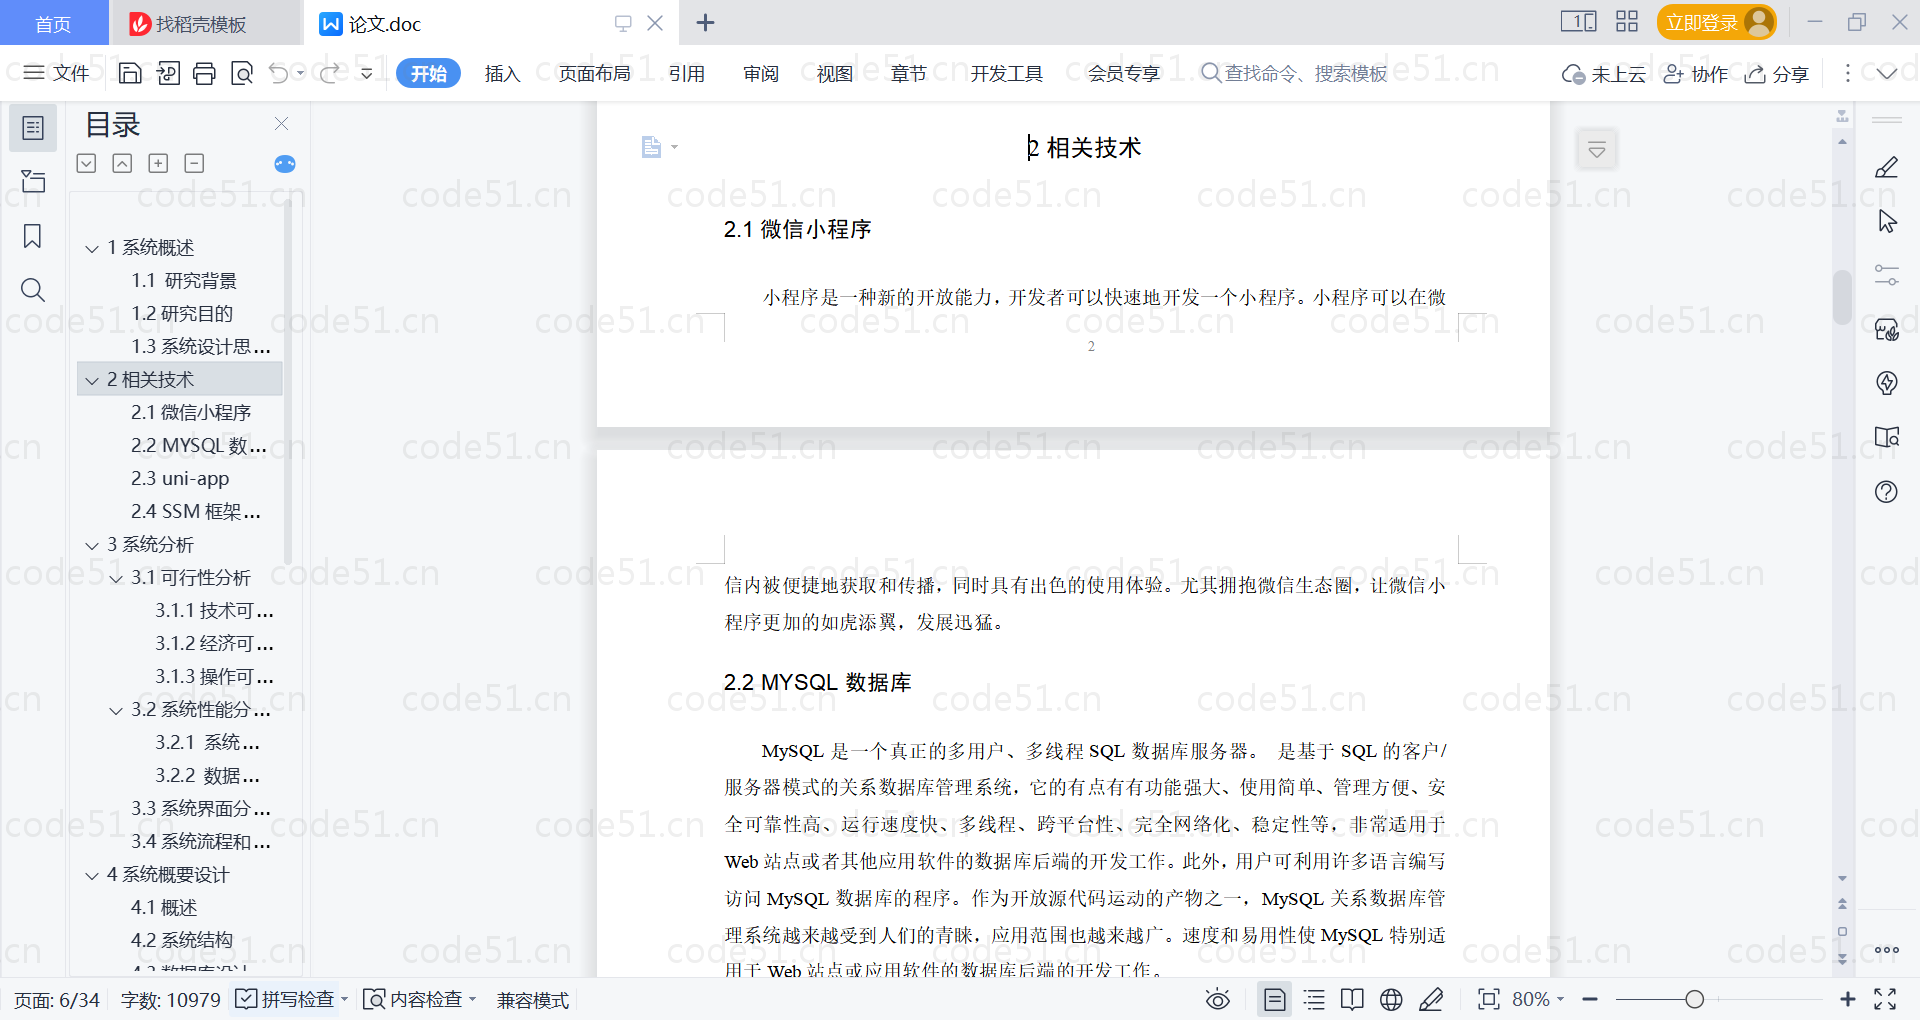 首页
找稻壳模板
论文.doc
1
立即登录
文件
开始
插入
页面布局
引用
审阅
视图
章节
开发工具
会员专享
查找命令、搜索模板
未上云
协作
分享
目录
1 系统概述
1.1 研究背景
1.2 研究目的
1.3 系统设计思...
2 相关技术
2.1 微信小程序
2.2 MYSQL 数...
2.3 uni-app
2.4 SSM 框架...
3 系统分析
3.1 可行性分析
3.1.1 技术可...
3.1.2 经济可...
3.1.3 操作可...
3.2 系统性能分...
3.2.1 系统...
3.2.2 数据...
3.3 系统界面分...
3.4 系统流程和...
4 系统概要设计
4.1 概述
4.2 系统结构
4.3 数据库设计
2 相关技术
2.1 微信小程序
小程序是一种新的开放能力，开发者可以快速地开发一个小程序。小程序可以在微
2
信内被便捷地获取和传播，同时具有出色的使用体验。尤其拥抱微信生态圈，让微信小
程序更加的如虎添翼，发展迅猛。
2.2 MYSQL 数据库
MySQL 是一个真正的多用户、多线程 SQL 数据库服务器。 是基于 SQL 的客户/
服务器模式的关系数据库管理系统，它的有点有有功能强大、使用简单、管理方便、安
全可靠性高、运行速度快、多线程、跨平台性、完全网络化、稳定性等，非常适用于
Web 站点或者其他应用软件的数据库后端的开发工作。此外，用户可利用许多语言编写
访问 MySQL 数据库的程序。作为开放源代码运动的产物之一，MySQL 关系数据库管
理系统越来越受到人们的青睐，应用范围也越来越广。速度和易用性使 MySQL 特别适
用于 Web 站点或应用软件的数据库后端的开发工作。
页面: 6/34
字数: 10979
拼写检查
内容检查
兼容模式
80%
code51.cn